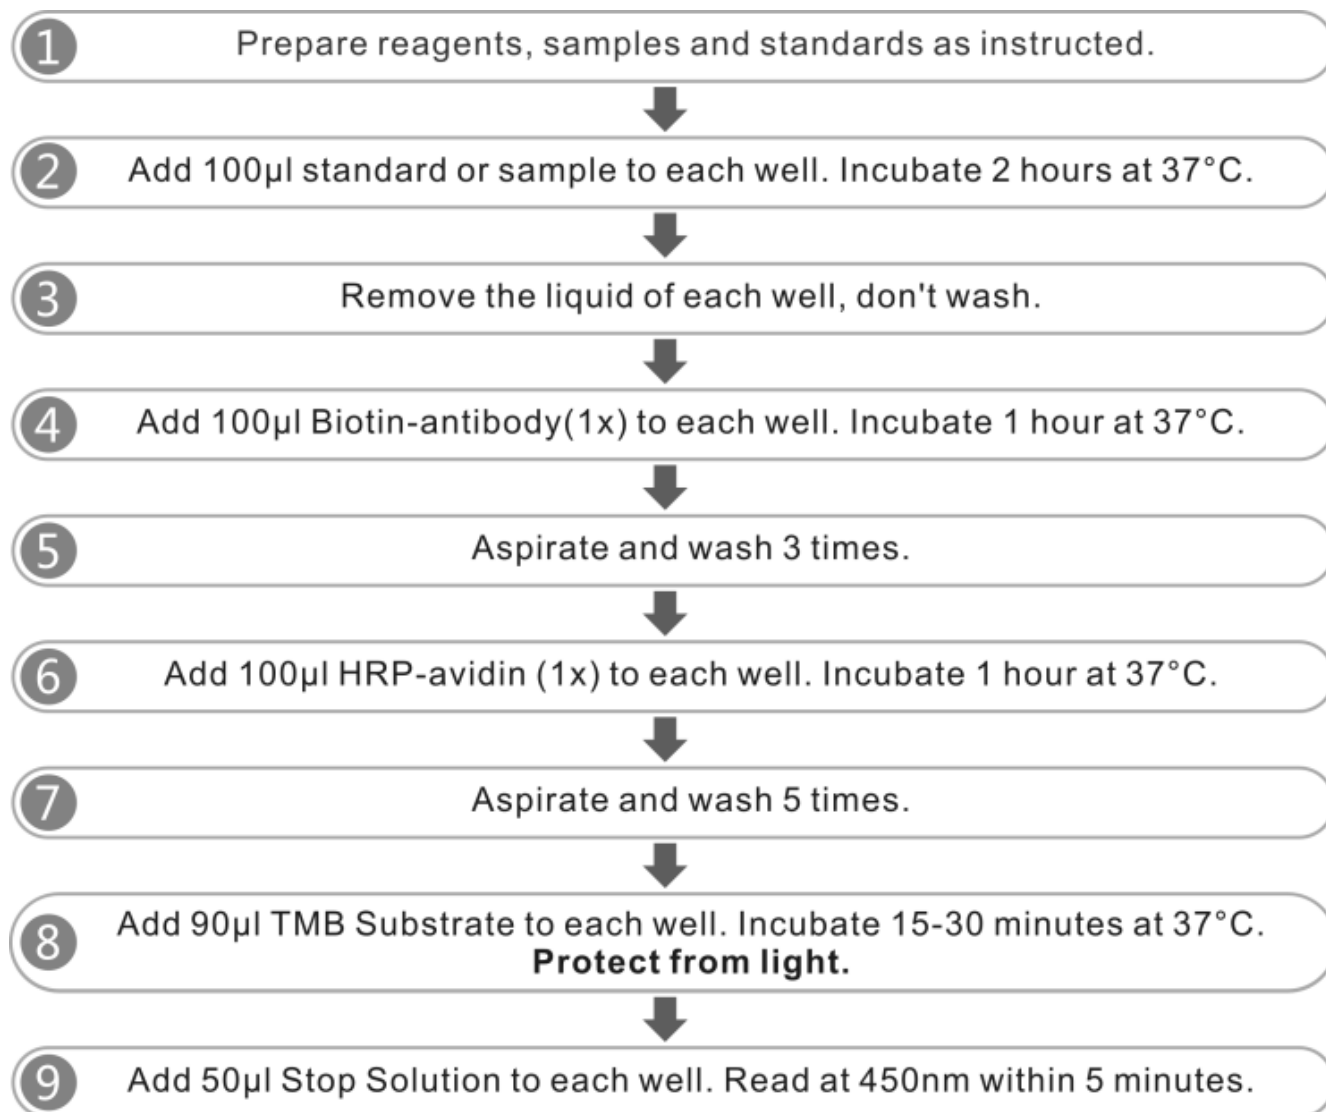 1 Prepare reagents, samples and standards as instructed.
2 Add 100µl standard or sample to each well. Incubate 2 hours at 37°C.
3 Remove the liquid of each well, don't wash.
4 Add 100µl Biotin-antibody(1x) to each well. Incubate 1 hour at 37°C.
5 Aspirate and wash 3 times.
6 Add 100µl HRP-avidin (1x) to each well. Incubate 1 hour at 37°C.
7 Aspirate and wash 5 times.
8 Add 90µl TMB Substrate to each well. Incubate 15-30 minutes at 37°C.
Protect from light.
9 Add 50µl Stop Solution to each well. Read at 450nm within 5 minutes.